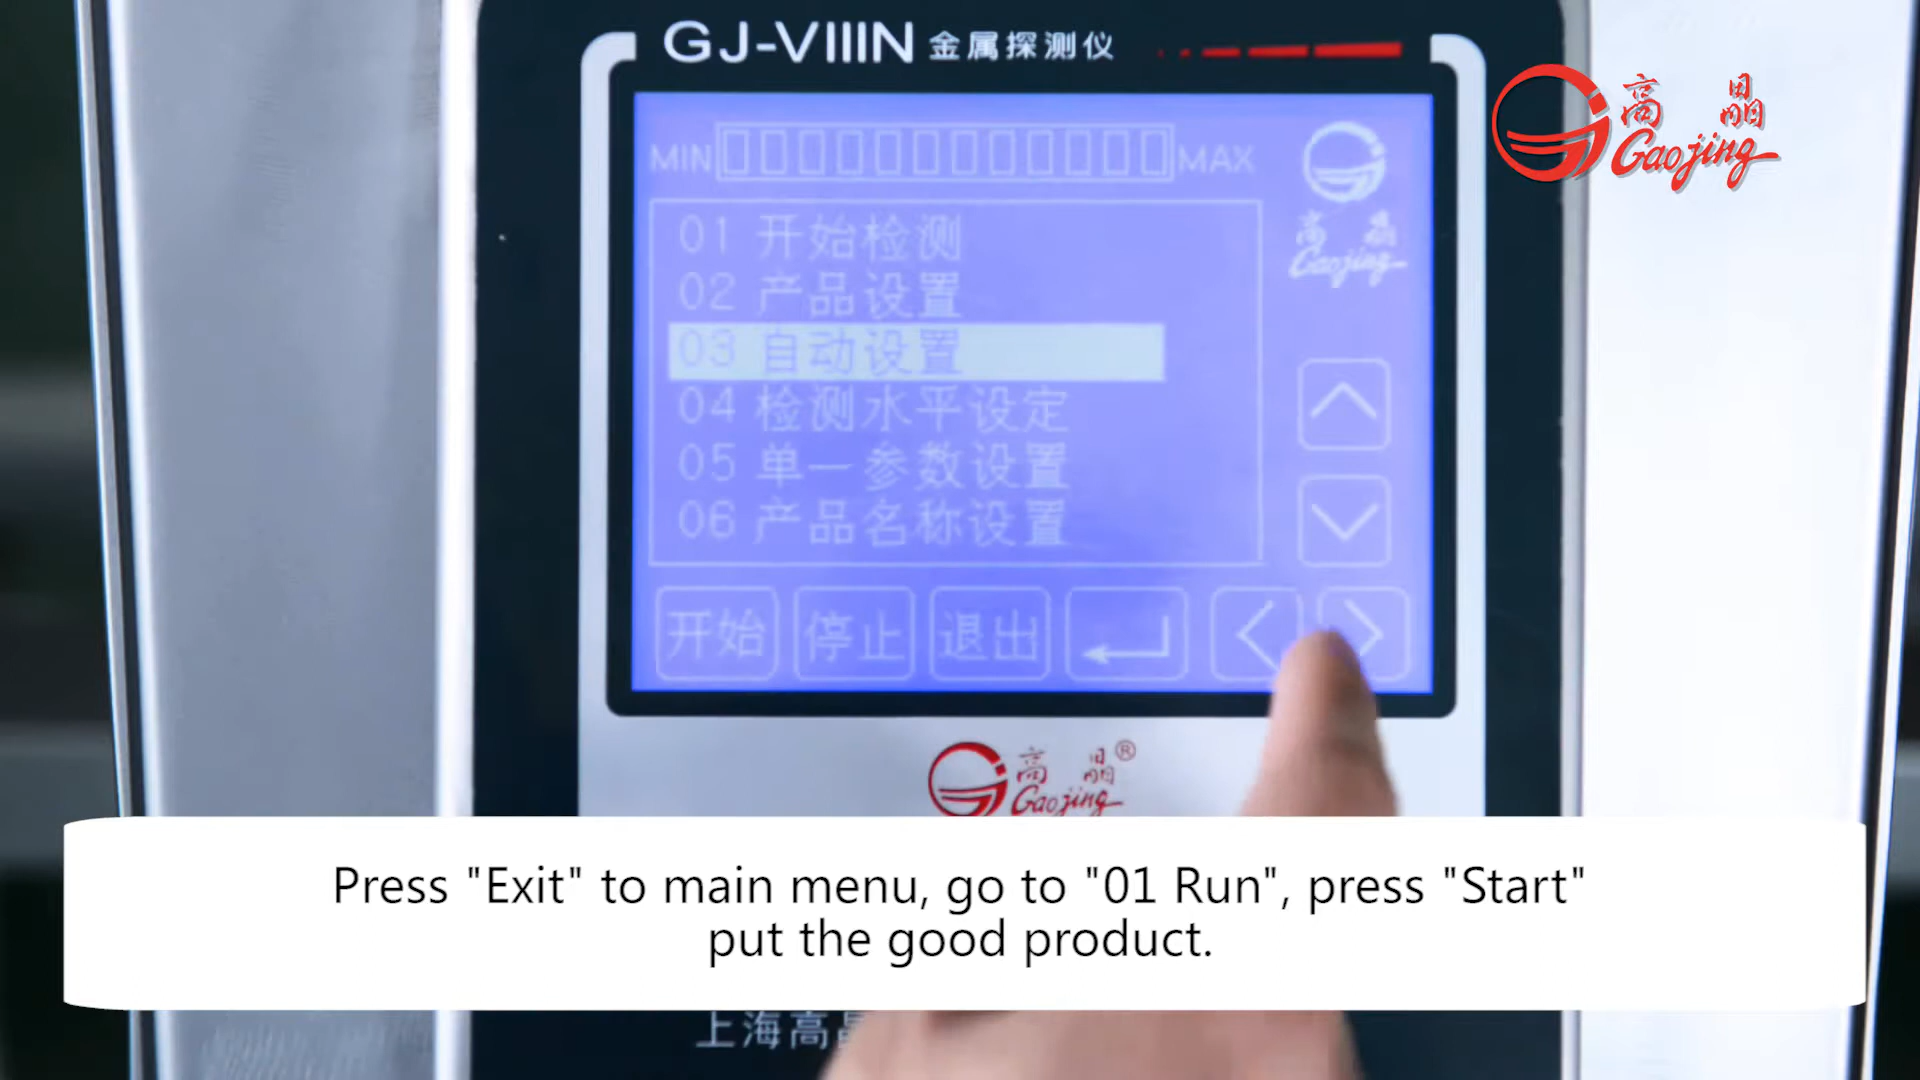 GJ-VIIIN 金属探测仪
高晶
Gaojing
MIN MAX
高晶
Gaojing
01 开始检测
02 产品设置
03 自动设置
04 检测水平设定
05 单一参数设置
06 产品名称设置
开始 停止 退出
高晶®
Gaojing
Press "Exit" to main menu, go to "01 Run", press "Start"
put the good product.
上海高晶